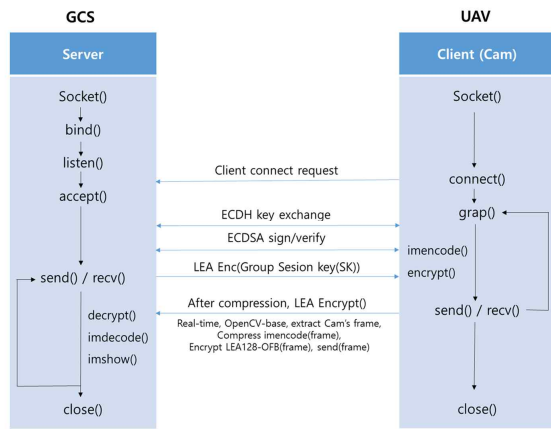 GCS
UAV
Server
Client (Cam)
Socket()
bind()
listen()
accept()
send() / recv()
decrypt()
imdecode()
imshow()
close()
Client connect request
ECDH key exchange
ECDSA sign/verify
LEA Enc(Group Sesion key(SK))
After compression, LEA Encrypt()
Real-time, OpenCV-base, extract Cam's frame,
Compress imencode(frame),
Encrypt LEA128-OFB(frame), send(frame)
Socket()
connect()
grap()
imencode()
encrypt()
send() / recv()
close()